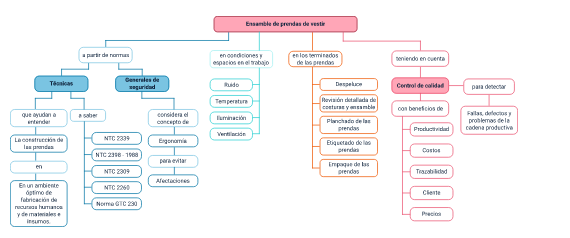 Ensamble de prendas de vestir
a partir de normas
en condiciones y
espacios en el trabajo
en los terminados
de las prendas
teniendo en cuenta
Técnicas
Generales de
seguridad
Ruido
Temperatura
Iluminación
Ventilación
Despeluce
Revisión detallada de
costuras y ensamble
Planchado de las
prendas
Etiquetado de las
prendas
Empaque de las
prendas
Control de calidad
para detectar
Fallas, defectos y
problemas de la
cadena productiva
con beneficios de
Productividad
Costos
Trazabilidad
Cliente
Precios
que ayudan a
entender
a saber
La construcción de
las prendas
en
En un ambiente
óptimo de
fabricación de
recursos humanos
y de materiales e
insumos.
NTC 2339
NTC 2398 - 1988
NTC 2309
NTC 2260
Norma GTC 230
considera el
concepto de
Ergonomía
para evitar
Afectaciones